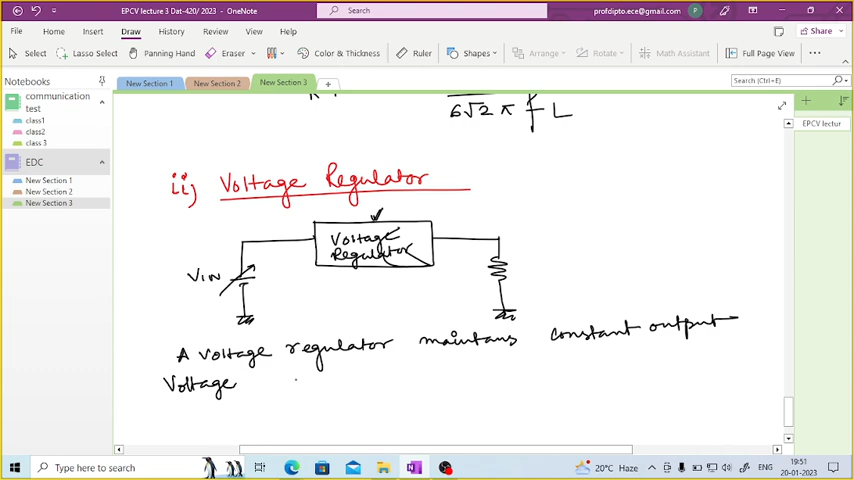 EPCV lecture 3 Dat-420/ 2023 - OneNote
Search
profdipto.ece@gmail.com
P
File Home Insert Draw History Review View Help
Share
Select Lasso Select Panning Hand Eraser Color & Thickness Ruler Shapes Arrange Rotate Math Assistant Full Page View
Notebooks
New Section 1 New Section 2 New Section 3
Search (Ctrl+E)
communication
test
class1
class2
class 3
EDC
New Section 1
New Section 2
New Section 3
EPCV lectur
6√2 π f L
ii) Voltage Regulator
Voltage
Regulator
VIN
A voltage regulator maintans constant output
Voltage
Type here to search
20°C Haze
ENG
19:51
20-01-2023